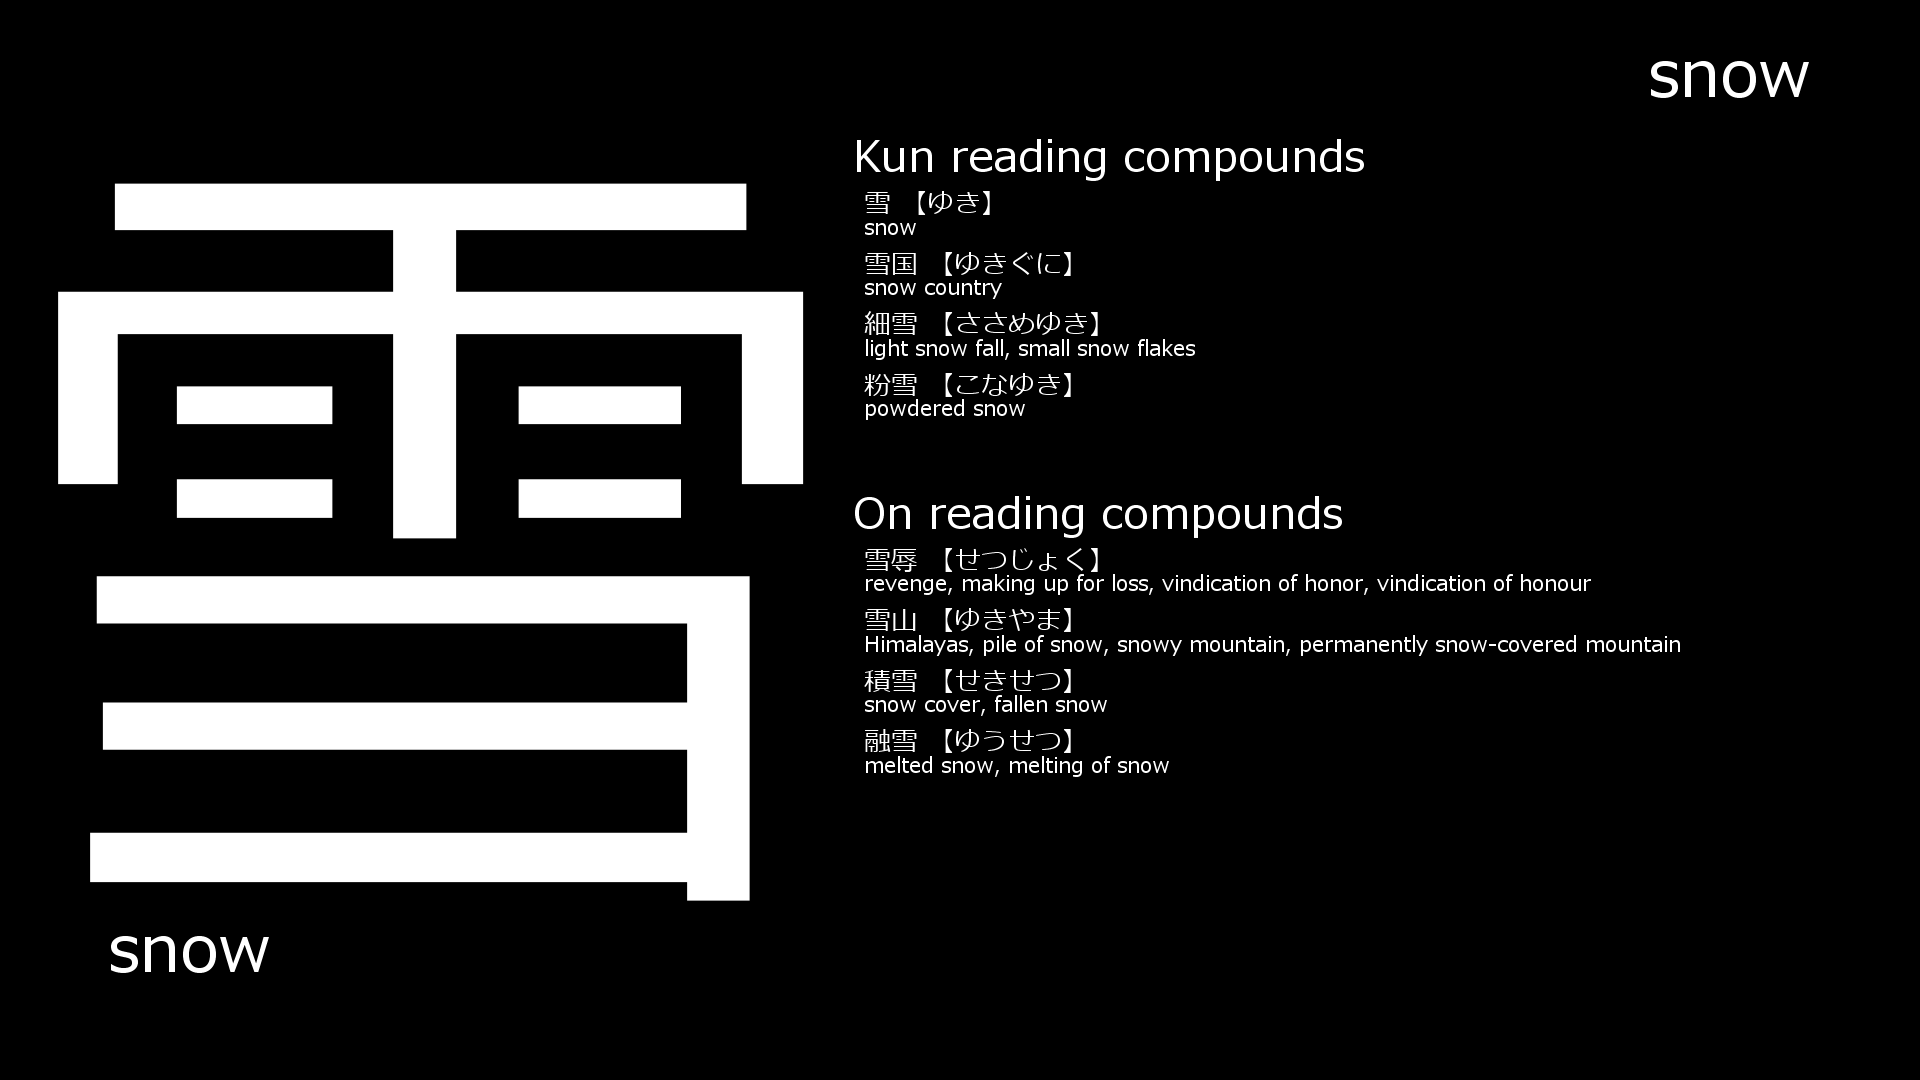 snow
雪
snow
Kun reading compounds
雪 【ゆき】
snow
雪国 【ゆきぐに】
snow country
細雪 【ささめゆき】
light snow fall, small snow flakes
粉雪 【こなゆき】
powdered snow
On reading compounds
雪辱 【せつじょく】
revenge, making up for loss, vindication of honor, vindication of honour
雪山 【ゆきやま】
Himalayas, pile of snow, snowy mountain, permanently snow-covered mountain
積雪 【せきせつ】
snow cover, fallen snow
融雪 【ゆうせつ】
melted snow, melting of snow